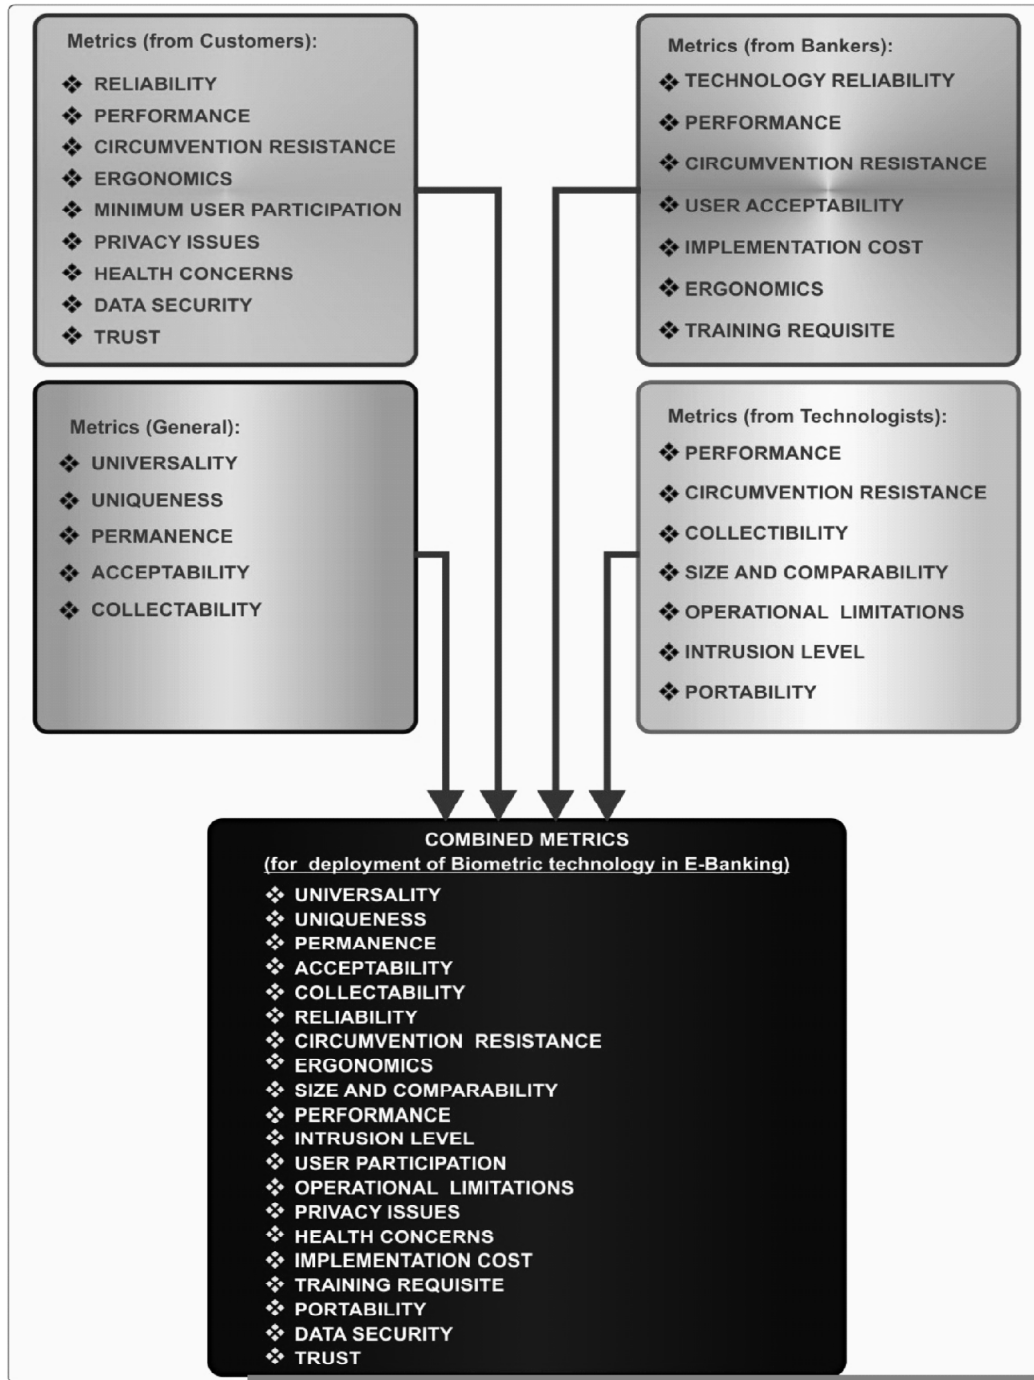 Metrics (from Customers):
❖ RELIABILITY
❖ PERFORMANCE
❖ CIRCUMVENTION RESISTANCE
❖ ERGONOMICS
❖ MINIMUM USER PARTICIPATION
❖ PRIVACY ISSUES
❖ HEALTH CONCERNS
❖ DATA SECURITY
❖ TRUST
Metrics (from Bankers):
❖ TECHNOLOGY RELIABILITY
❖ PERFORMANCE
❖ CIRCUMVENTION RESISTANCE
❖ USER ACCEPTABILITY
❖ IMPLEMENTATION COST
❖ ERGONOMICS
❖ TRAINING REQUISITE
Metrics (General):
❖ UNIVERSALITY
❖ UNIQUENESS
❖ PERMANENCE
❖ ACCEPTABILITY
❖ COLLECTABILITY
Metrics (from Technologists):
❖ PERFORMANCE
❖ CIRCUMVENTION RESISTANCE
❖ COLLECTIBILITY
❖ SIZE AND COMPARABILITY
❖ OPERATIONAL LIMITATIONS
❖ INTRUSION LEVEL
❖ PORTABILITY
COMBINED METRICS
(for deployment of Biometric technology in E-Banking)
❖ UNIVERSALITY
❖ UNIQUENESS
❖ PERMANENCE
❖ ACCEPTABILITY
❖ COLLECTABILITY
❖ RELIABILITY
❖ CIRCUMVENTION RESISTANCE
❖ ERGONOMICS
❖ SIZE AND COMPARABILITY
❖ PERFORMANCE
❖ INTRUSION LEVEL
❖ USER PARTICIPATION
❖ OPERATIONAL LIMITATIONS
❖ PRIVACY ISSUES
❖ HEALTH CONCERNS
❖ IMPLEMENTATION COST
❖ TRAINING REQUISITE
❖ PORTABILITY
❖ DATA SECURITY
❖ TRUST